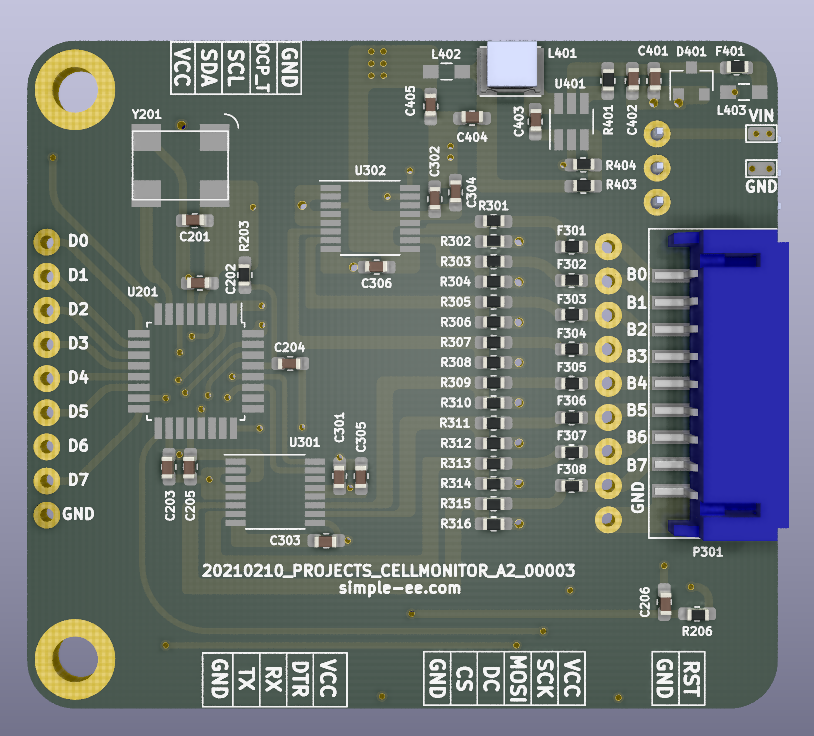 VCC SDA SCL OCP_T GND
L402 L401 C401 D401 F401
U401
C405 C403 R401 C402 L403
Y201 C404 VIN
U302 C302 C304 R404
R403 GND
R301
C201 R203 R302 F301
D0
R303 F302
D1 C202 C306 R304 B0
U201 R305 B1
D2 R306 F303 B2
D3 R307 F304
C204 R308 B3
D4 R309 F305 B4
D5 R310 F306 B5
R311
C301 C305
D6 U301 R312 F307 B6
R313 B7
D7 R314 F308
C203 C205 GND
GND R315
R316
C303 P301
20210210_PROJECTS_CELLMONITOR_A2_00003
simple-ee.com
C206
R206
GND TX RX DTR VCC
GND CS DC MOSI SCK VCC
GND RST